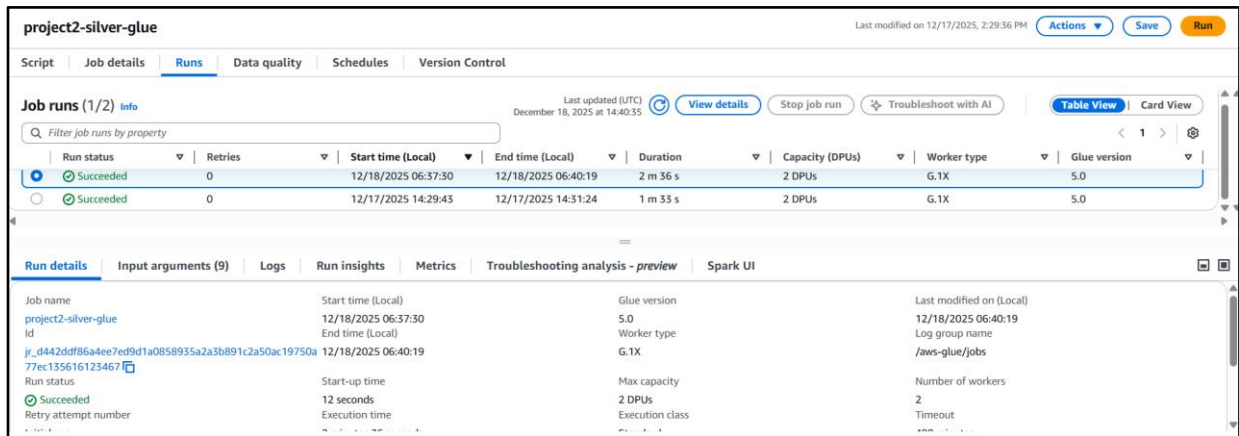 project2-silver-glue
Last modified on 12/17/2025, 2:29:36 PM
Actions
Save
Run
Script
Job details
Runs
Data quality
Schedules
Version Control
Job runs (1/2) Info
Last updated (UTC)
December 18, 2025 at 14:40:35
View details
Stop job run
Troubleshoot with AI
Table View
Card View
Filter job runs by property
1
Run status Retries Start time (Local) End time (Local) Duration Capacity (DPUs) Worker type Glue version
Succeeded 0 12/18/2025 06:37:30 12/18/2025 06:40:19 2 m 36 s 2 DPUs G.1X 5.0
Succeeded 0 12/17/2025 14:29:43 12/17/2025 14:31:24 1 m 33 s 2 DPUs G.1X 5.0
Run details
Input arguments (9)
Logs
Run insights
Metrics
Troubleshooting analysis - preview
Spark UI
Job name Start time (Local) Glue version Last modified on (Local)
project2-silver-glue 12/18/2025 06:37:30 5.0 12/18/2025 06:40:19
Id End time (Local) Worker type Log group name
jr_d442ddf86a4ee7ed9d1a0858935a2a3b891c2a50ac19750a 12/18/2025 06:40:19 G.1X /aws-glue/jobs
77ec135616123467
Run status Start-up time Max capacity Number of workers
Succeeded 12 seconds 2 DPUs 2
Retry attempt number Execution time Execution class Timeout